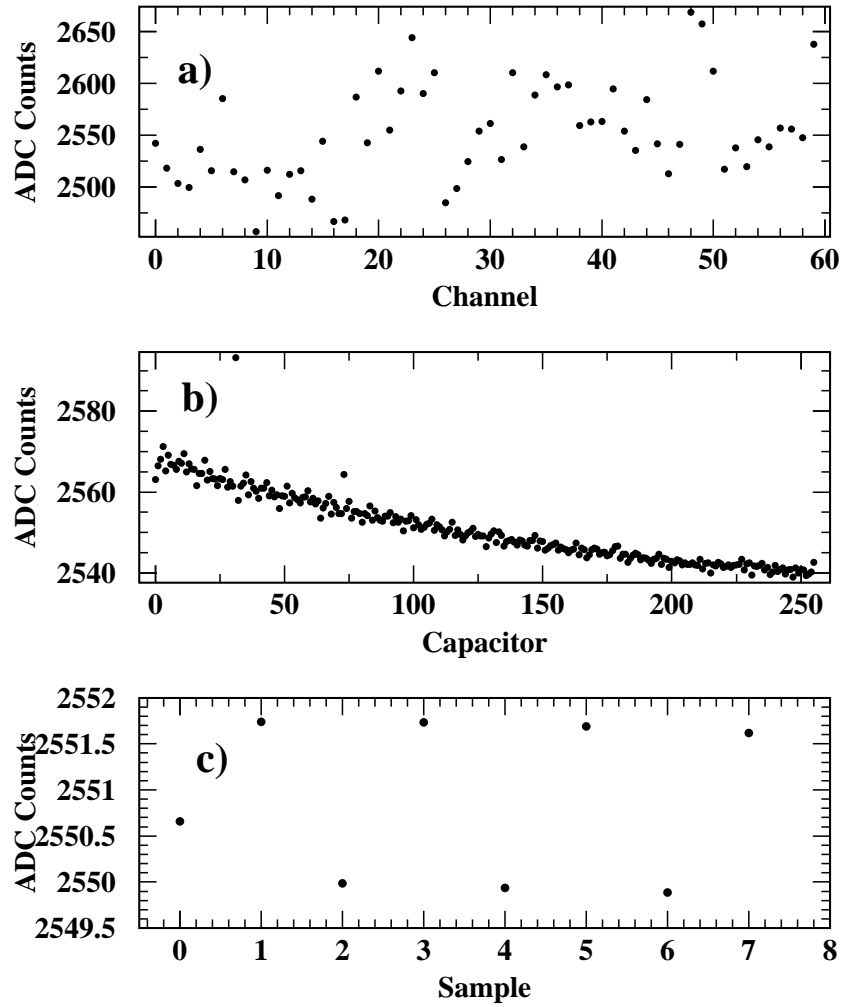 ADC Counts
2650
2600
2550
2500
a)
0 10 20 30 40 50 60
Channel
ADC Counts
2580
2560
2540
b)
0 50 100 150 200 250
Capacitor
ADC Counts
2552
2551.5
2551
2550.5
2550
2549.5
c)
0 1 2 3 4 5 6 7 8
Sample